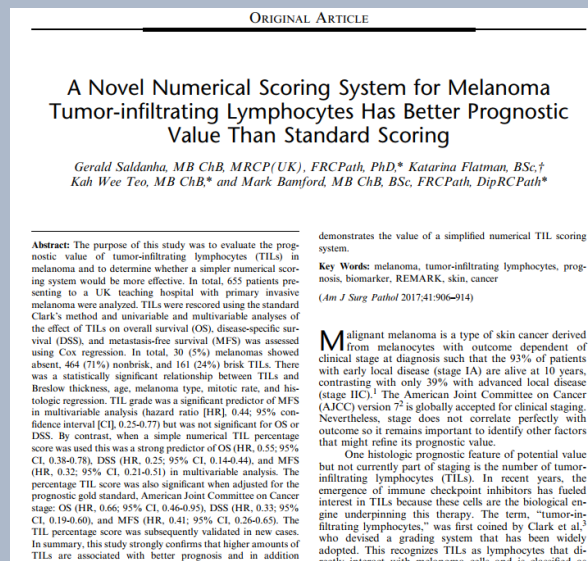 ORIGINAL ARTICLE
A Novel Numerical Scoring System for Melanoma
Tumor-infiltrating Lymphocytes Has Better Prognostic
Value Than Standard Scoring
Gerald Saldanha, MB ChB, MRCP(UK), FRCPath, PhD,* Katarina Flatman, BSc,†
Kah Wee Teo, MB ChB,* and Mark Bamford, MB ChB, BSc, FRCPath, DipRCPath*
Abstract: The purpose of this study was to evaluate the prog-
nostic value of tumor-infiltrating lymphocytes (TILs) in
melanoma and to determine whether a simpler numerical scor-
ing system would be more effective. In total, 655 patients pre-
senting to a UK teaching hospital with primary invasive
melanoma were analyzed. TILs were rescored using the standard
Clark's method and univariable and multivariable analyses of
the effect of TILs on overall survival (OS), disease-specific sur-
vival (DSS), and metastasis-free survival (MFS) was assessed
using Cox regression. In total, 30 (5%) melanomas showed
absent, 464 (71%) nonbrisk, and 161 (24%) brisk TILs. There
was a statistically significant relationship between TILs and
Breslow thickness, age, melanoma type, mitotic rate, and his-
tologic regression. TIL grade was a significant predictor of MFS
in multivariable analysis (hazard ratio [HR], 0.44; 95% con-
fidence interval [CI], 0.25-0.77) but was not significant for OS or
DSS. By contrast, when a simple numerical TIL percentage
score was used this was a strong predictor of OS (HR, 0.55; 95%
CI, 0.38-0.78), DSS (HR, 0.25; 95% CI, 0.14-0.44), and MFS
(HR, 0.32; 95% CI, 0.21-0.51) in multivariable analysis. The
percentage TIL score was also significant when adjusted for the
prognostic gold standard, American Joint Committee on Cancer
stage: OS (HR, 0.66; 95% CI, 0.46-0.95), DSS (HR, 0.33; 95%
CI, 0.19-0.60), and MFS (HR, 0.41; 95% CI, 0.26-0.65). The
TIL percentage score was subsequently validated in new cases.
In summary, this study strongly confirms that higher amounts of
TILs are associated with better prognosis and in addition
demonstrates the value of a simplified numerical TIL scoring
system.
Key Words: melanoma, tumor-infiltrating lymphocytes, prog-
nosis, biomarker, REMARK, skin, cancer
(Am J Surg Pathol 2017;41:906–914)
Malignant melanoma is a type of skin cancer derived
from melanocytes with outcome dependent of
clinical stage at diagnosis such that the 93% of patients
with early local disease (stage IA) are alive at 10 years,
contrasting with only 39% with advanced local disease
(stage IIC).1 The American Joint Committee on Cancer
(AJCC) version 7² is globally accepted for clinical staging.
Nevertheless, stage does not correlate perfectly with
outcome so it remains important to identify other factors
that might refine its prognostic value.
One histologic prognostic feature of potential value
but not currently part of staging is the number of tumor-
infiltrating lymphocytes (TILs). In recent years, the
emergence of immune checkpoint inhibitors has fueled
interest in TILs because these cells are the biological en-
gine underpinning this therapy. The term, "tumor-in-
filtrating lymphocytes," was first coined by Clark et al,3
who devised a grading system that has been widely
adopted. This recognizes TILs as lymphocytes that di-